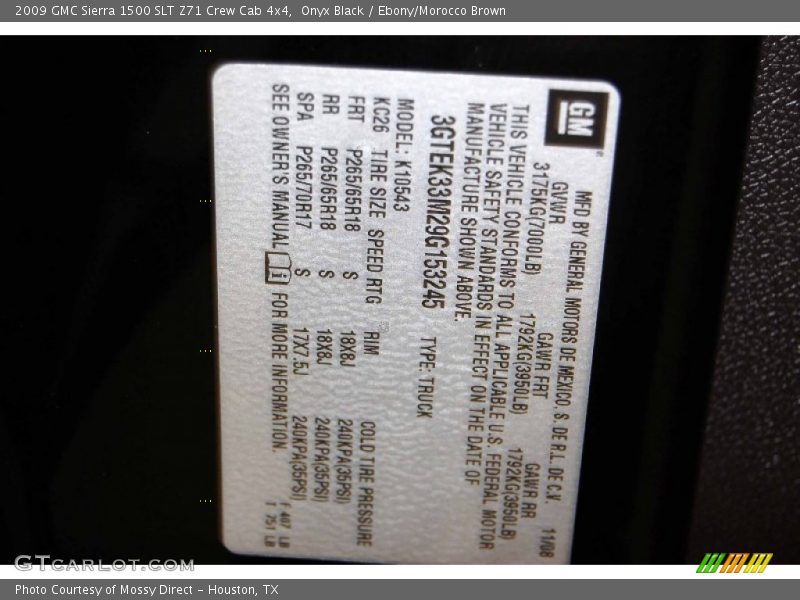 2009 GMC Sierra 1500 SLT Z71 Crew Cab 4x4, Onyx Black / Ebony/Morocco Brown
GM
MFD BY GENERAL MOTORS DE MEXICO, S. DE R.L. DE C.V. 11/08
GVWR GAWR FRT GAWR RR
3175KG(7000LB) 1792KG(3950LB) 1792KG(3950LB)
THIS VEHICLE CONFORMS TO ALL APPLICABLE U.S. FEDERAL MOTOR
VEHICLE SAFETY STANDARDS IN EFFECT ON THE DATE OF
MANUFACTURE SHOWN ABOVE.
3GTEK33M29G153245 TYPE: TRUCK
MODEL: K10543
KC26 TIRE SIZE SPEED RTG RIM COLD TIRE PRESSURE
FRT P265/65R18 S 18X8J 240KPA(35PSI)
RR P265/65R18 S 18X8J 240KPA(35PSI)
SPA P265/70R17 S 17X7.5J 240KPA(35PSI)
SEE OWNER'S MANUAL i FOR MORE INFORMATION.
F 407 LB
T 751 LB
GTCARLOT.COM
Photo Courtesy of Mossy Direct – Houston, TX